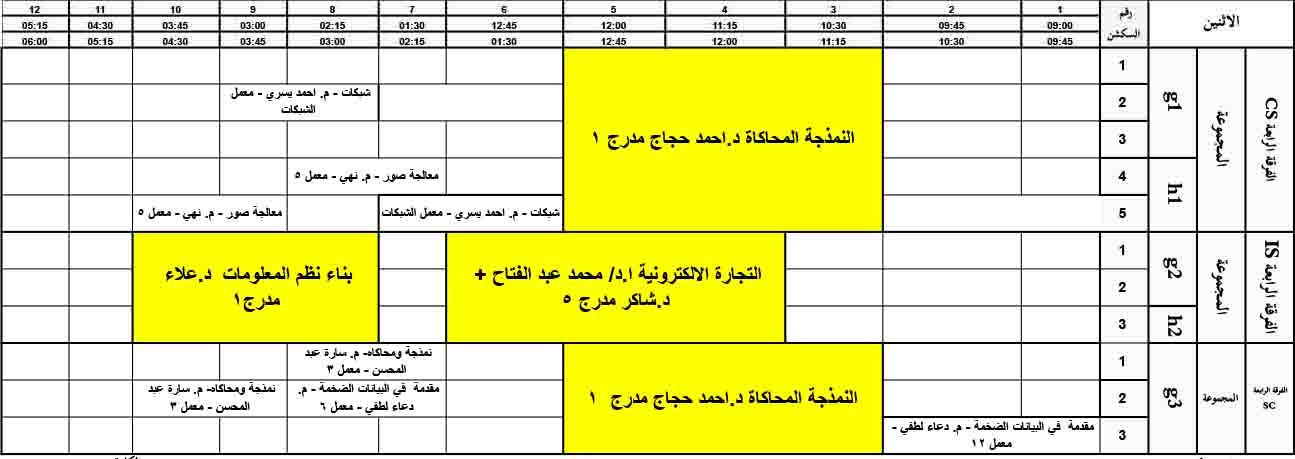 الاثنين
رقم
السكشن
1 2 3 4 5 6 7 8 9 10 11 12
09:00 09:45 10:30 11:15 12:00 12:45 01:30 02:15 03:00 03:45 04:30 05:15
09:45 10:30 11:15 12:00 12:45 01:30 02:15 03:00 03:45 04:30 05:15 06:00
الفرقة الرابعة CS
المجموعة
g1
1
النمذجة المحاكاة د.احمد حجاج مدرج ١
2
شبكات - م. احمد يسري - معمل
الشبكات
3
h1
4
معالجة صور - م. نهي - معمل ٥
5
شبكات - م. احمد يسري - معمل الشبكات
معالجة صور - م. نهي - معمل ٥
الفرقة الرابعة IS
المجموعة
g2
1
2
h2
3
التجارة الالكترونية ا.د/ محمد عبد الفتاح +
د.شاكر مدرج ٥
بناء نظم المعلومات د.علاء
مدرج١
الفرقة الرابعة
SC
المجموعة
g3
1
النمذجة المحاكاة د.احمد حجاج مدرج ١
نمذجة ومحاكاه- م. سارة عبد
المحسن - معمل ٣
2
مقدمة في البيانات الضخمة - م.
دعاء لطفي - معمل ٦
نمذجة ومحاكاه- م. سارة عبد
المحسن - معمل ٣
3
مقدمة في البيانات الضخمة - م. دعاء لطفي -
معمل ١٢